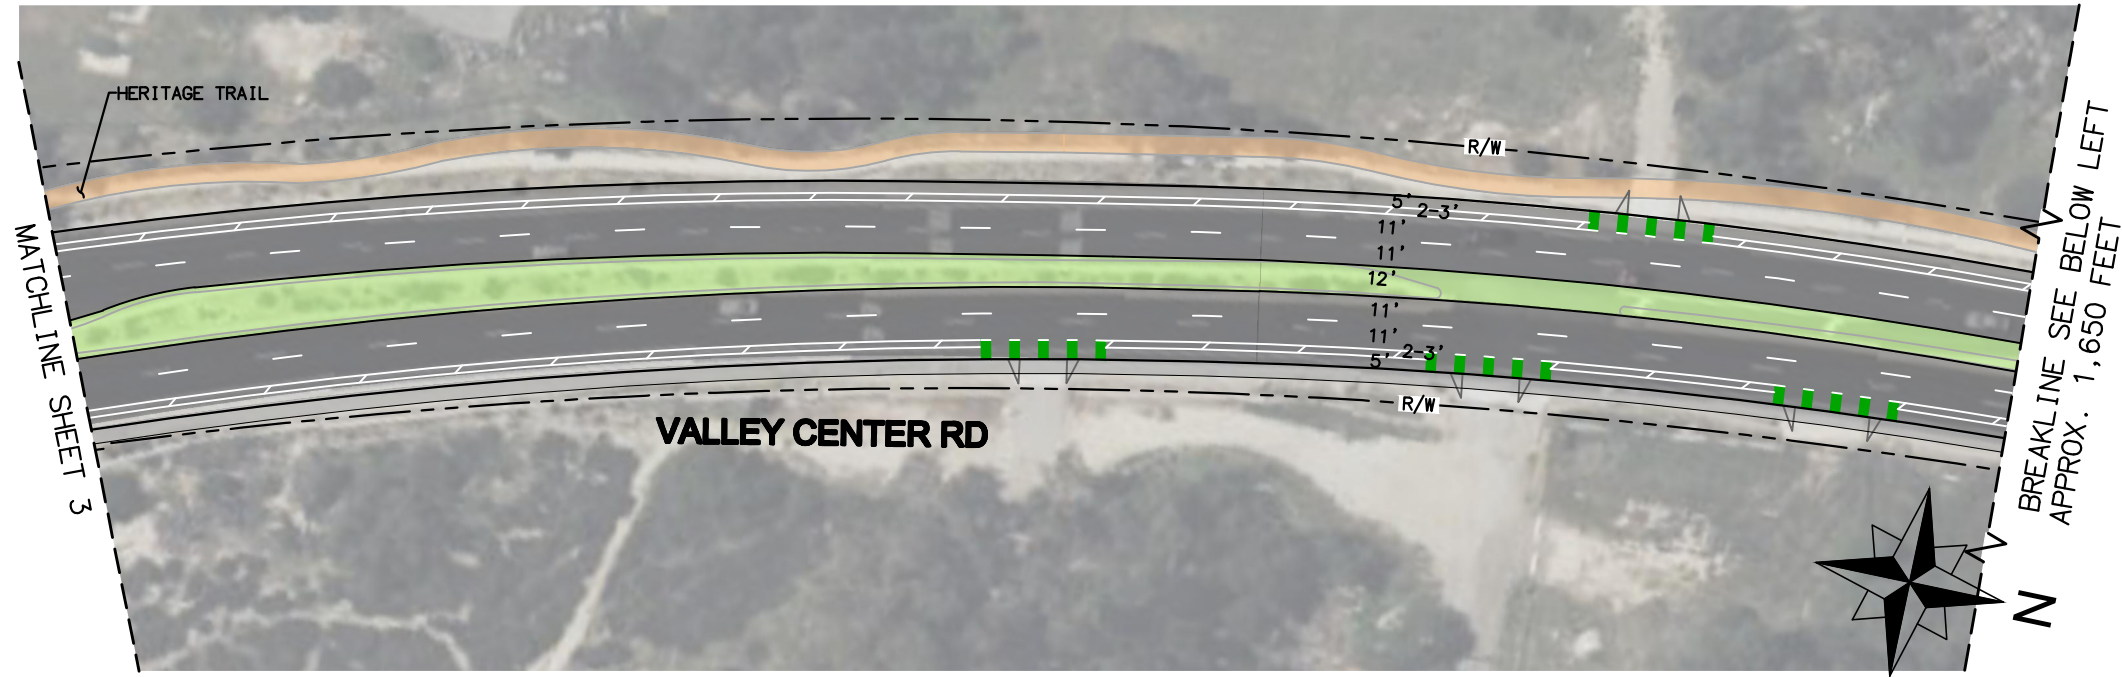 HERITAGE TRAIL
R/W
5'
2-3'
11'
11'
12'
11'
11'
2-3'
5'
R/W
VALLEY CENTER RD
MATCHLINE SHEET 3
BREAKLINE SEE BELOW LEFT
APPROX. 1,650 FEET
N